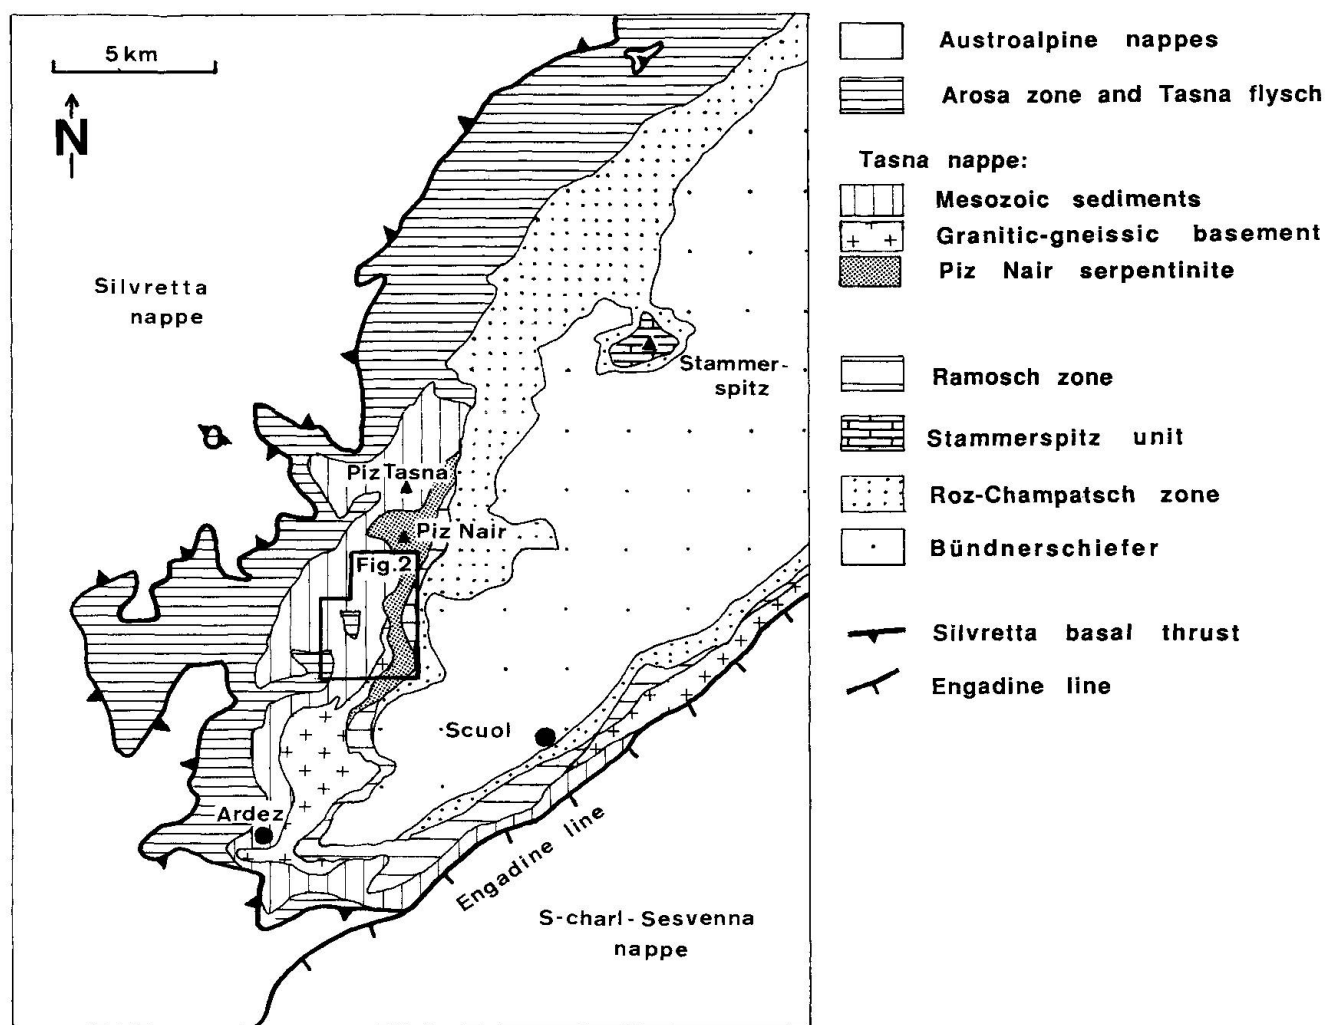 5km
N
Silvretta
nappe
Stammer-
spitz
Piz Tasna
Piz Nair
Fig.2
Scuol
Ardez
Engadine line
S-charl-Sesvenna
nappe
Austroalpine nappes
Arosa zone and Tasna flysch
Tasna nappe:
Mesozoic sediments
Granitic-gneissic basement
Piz Nair serpentinite
Ramosch zone
Stammerspitz unit
Roz-Champatsch zone
Bündnerschiefer
Silvretta basal thrust
Engadine line